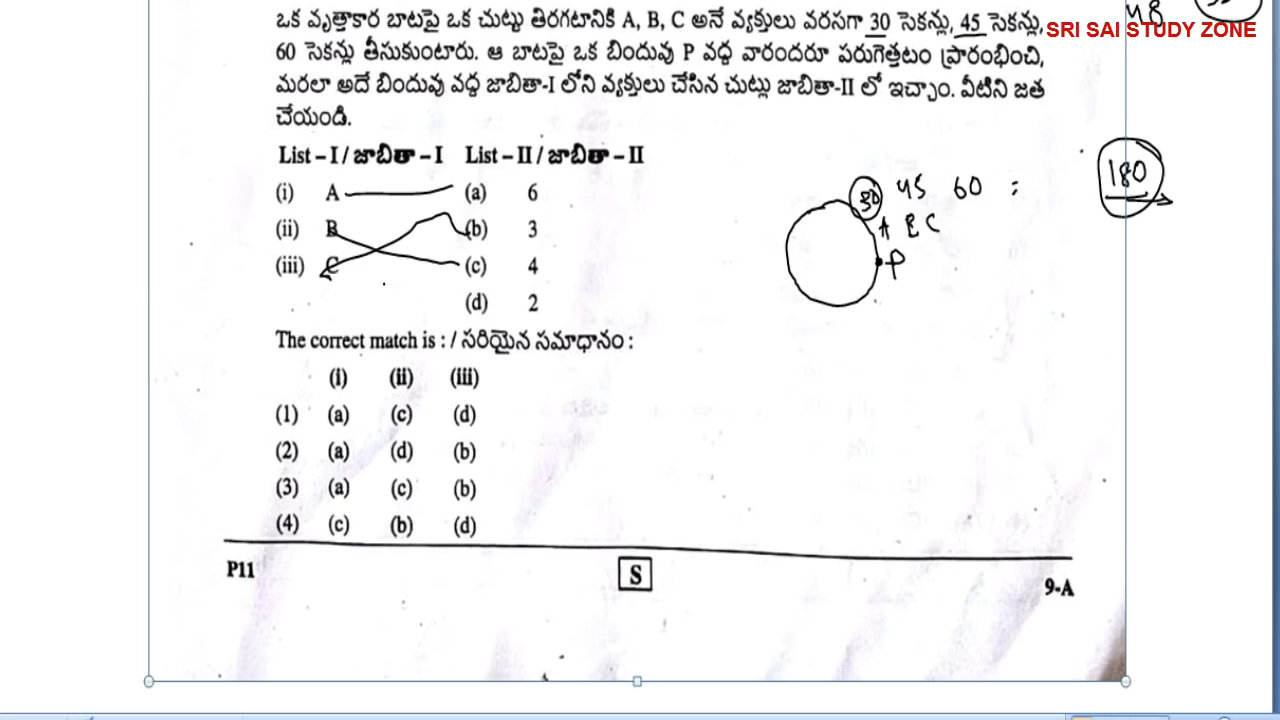 48
SRI SAI STUDY ZONE
ఒక వృత్తాకార బాటపై ఒక చుట్టు తిరగటానికి A, B, C అనే వ్యక్తులు వరసగా 30 సెకన్లు, 45 సెకన్లు,
60 సెకన్లు తీసుకుంటారు. ఆ బాటపై ఒక బిందువు P వద్ద వారందరూ పరుగెత్తటం ప్రారంభించి,
మరలా అదే బిందువు వద్ద జాబితా-I లోని వ్యక్తులు చేసిన చుట్లు జాబితా-II లో ఇచ్చాం. వీటిని జత
చేయండి.
List – I / జాబితా – I List – II / జాబితా – II
(i) A (a) 6
(ii) B (b) 3
(iii) C (c) 4
(d) 2
30 45 60 : 180
A B C
P
The correct match is : / సరియైన సమాధానం :
(i) (ii) (iii)
(1) (a) (c) (d)
(2) (a) (d) (b)
(3) (a) (c) (b)
(4) (c) (b) (d)
P11 S 9-A